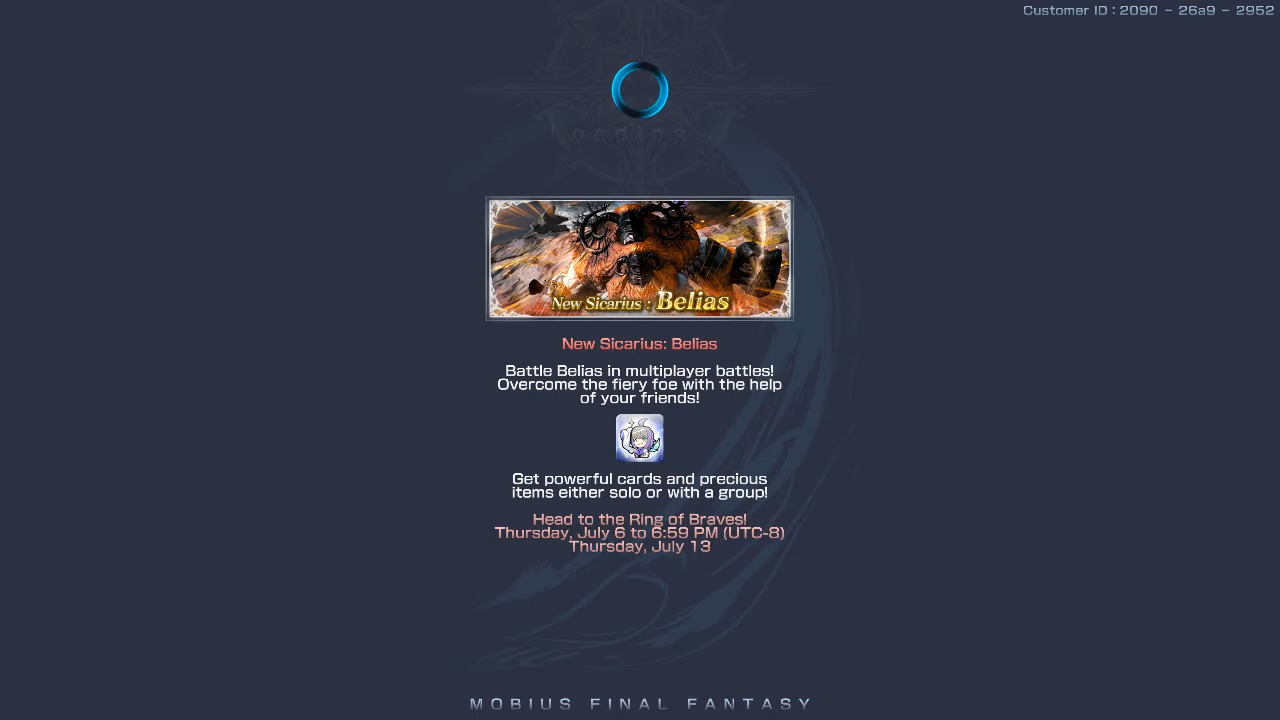 Customer ID : 2090 - 26a9 - 2952
New Sicarius : Belias
New Sicarius: Belias
Battle Belias in multiplayer battles!
Overcome the fiery foe with the help
of your friends!
Get powerful cards and precious
items either solo or with a group!
Head to the Ring of Braves!
Thursday, July 6 to 6:59 PM (UTC-8)
Thursday, July 13
MOBIUS FINAL FANTASY